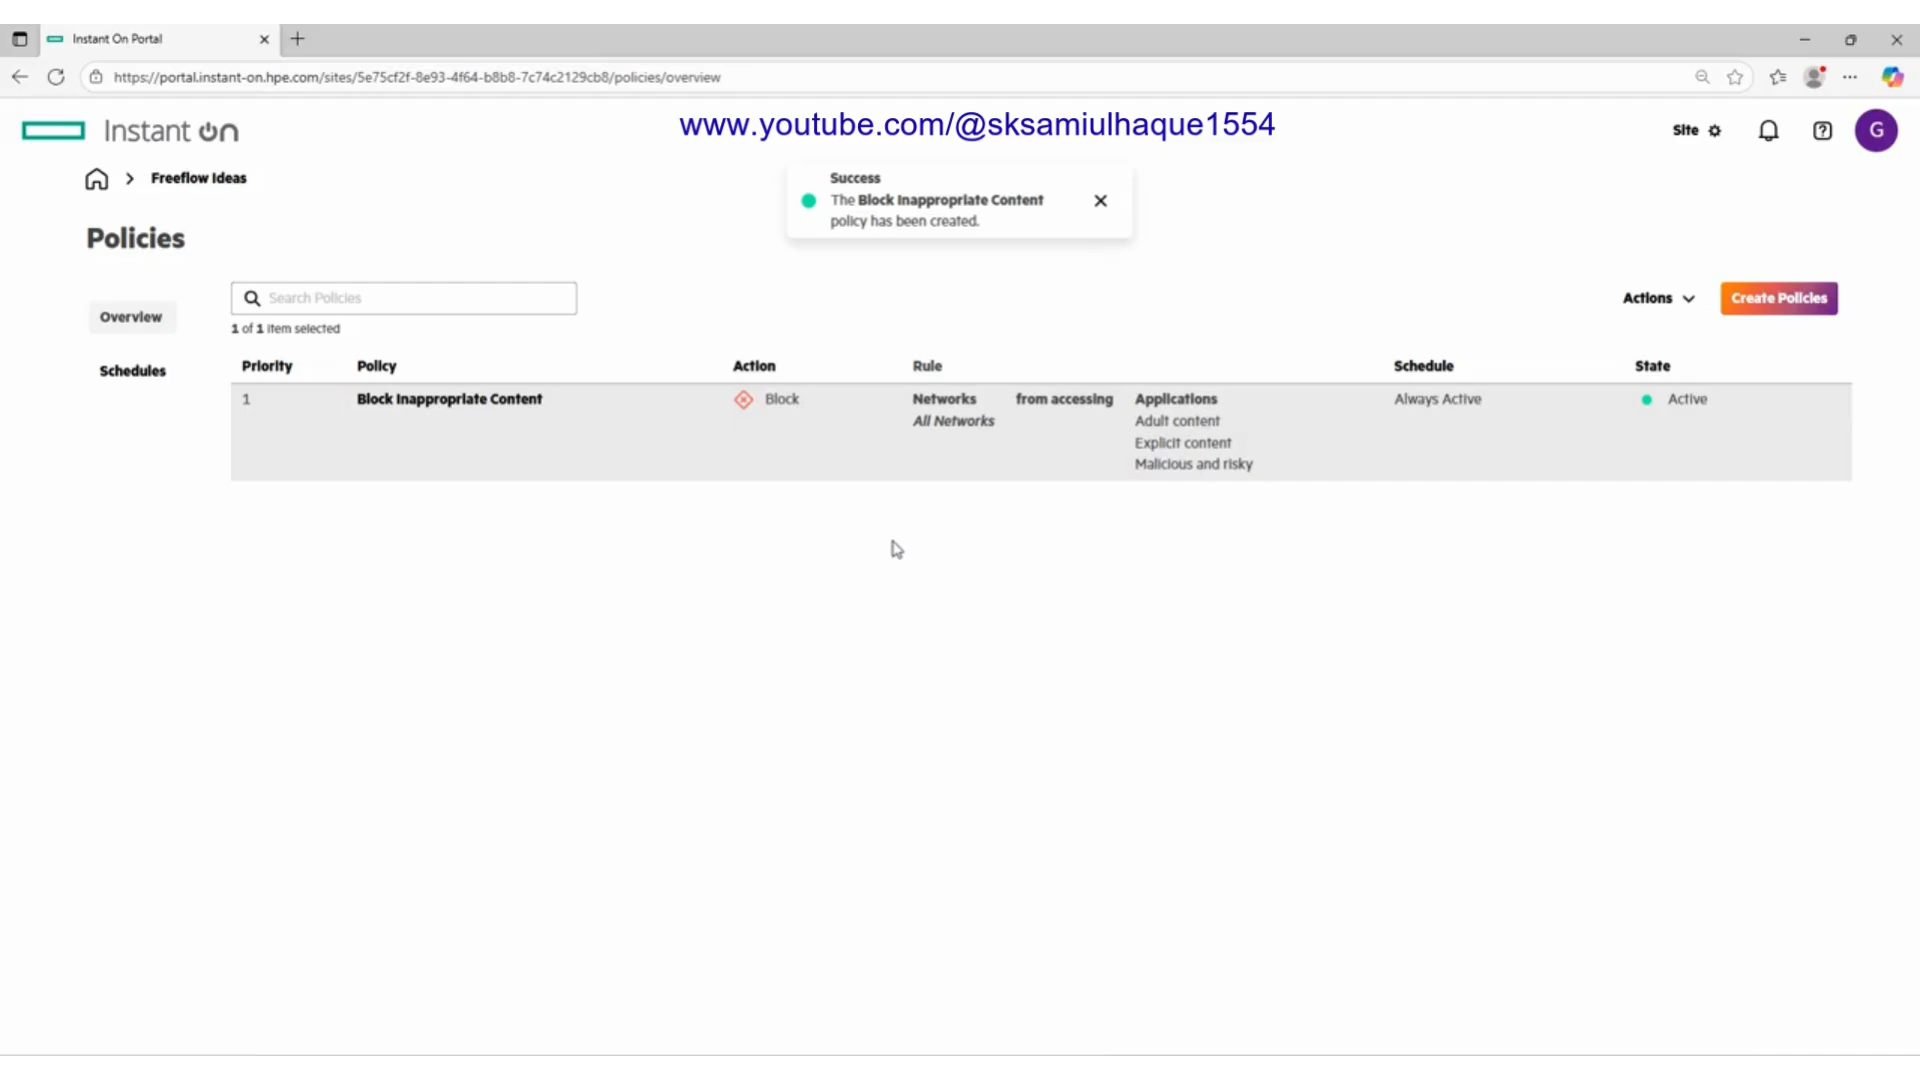 Instant On Portal
https://portal.instant-on.hpe.com/sites/5e75cf2f-8e93-4f64-b8b8-7c74c2129cb8/policies/overview
Instant on
www.youtube.com/@sksamiulhaque1554
Site
G
Freeflow Ideas
Success
The Block Inappropriate Content
policy has been created.
Policies
Search Policies
Actions
Create Policies
Overview
1 of 1 item selected
Schedules
Priority Policy Action Rule Schedule State
1 Block Inappropriate Content Block Networks from accessing Applications Always Active Active
All Networks Adult content
Explicit content
Malicious and risky